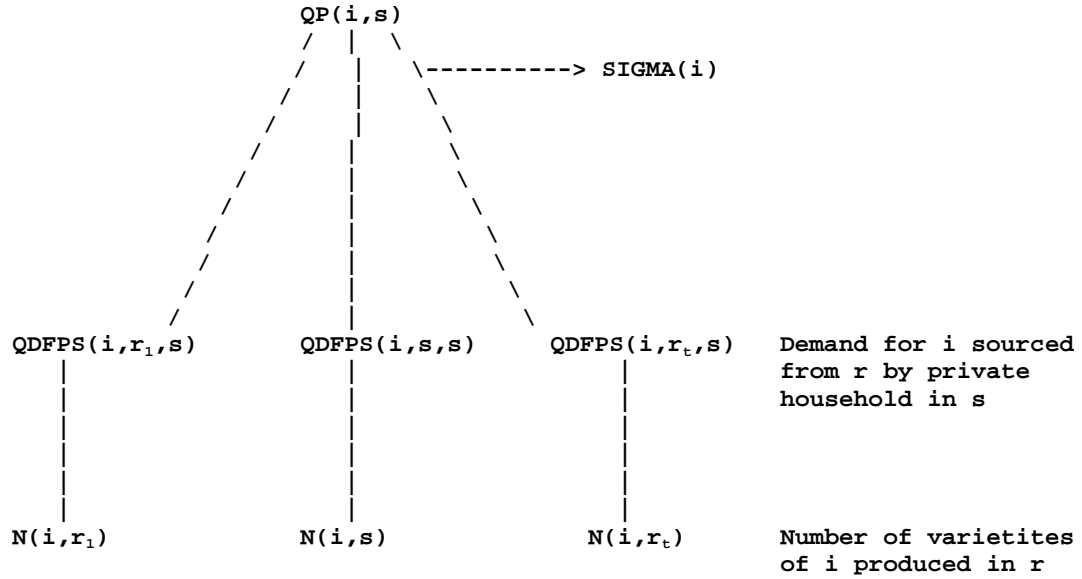 QP(i,s)
----------> SIGMA(i)
QDFPS(i,r₁,s) QDFPS(i,s,s) QDFPS(i,rₜ,s) Demand for i sourced
from r by private
household in s
N(i,r₁) N(i,s) N(i,rₜ) Number of varietites
of i produced in r